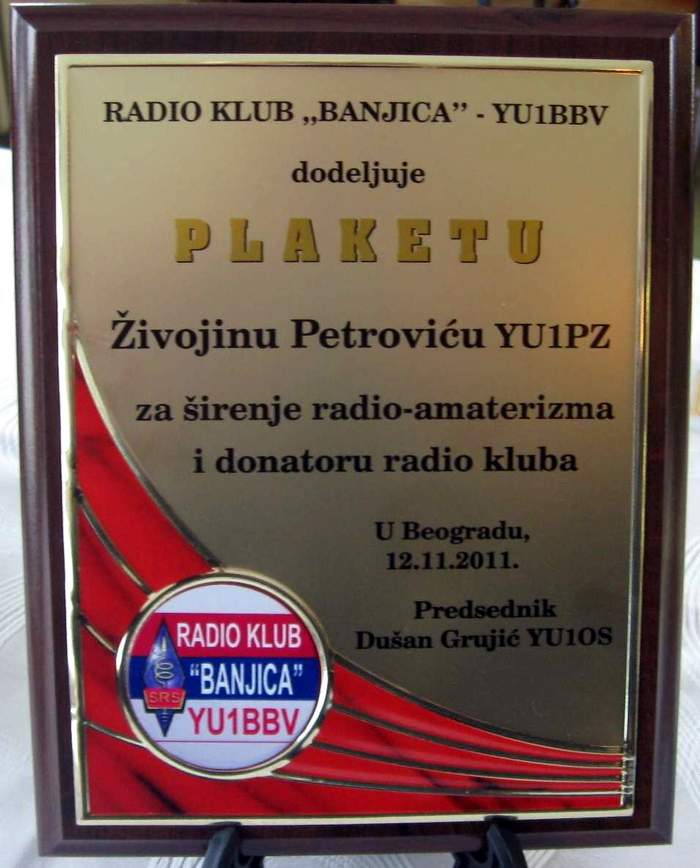 RADIO KLUB „BANJICA” - YU1BBV
dodeljuje
PLAKETU
Živojinu Petroviću YU1PZ
za širenje radio-amaterizma
i donatoru radio kluba
U Beogradu,
12.11.2011.
Predsednik
Dušan Grujić YU1OS
RADIO KLUB
“BANJICA”
SRS
YU1BBV